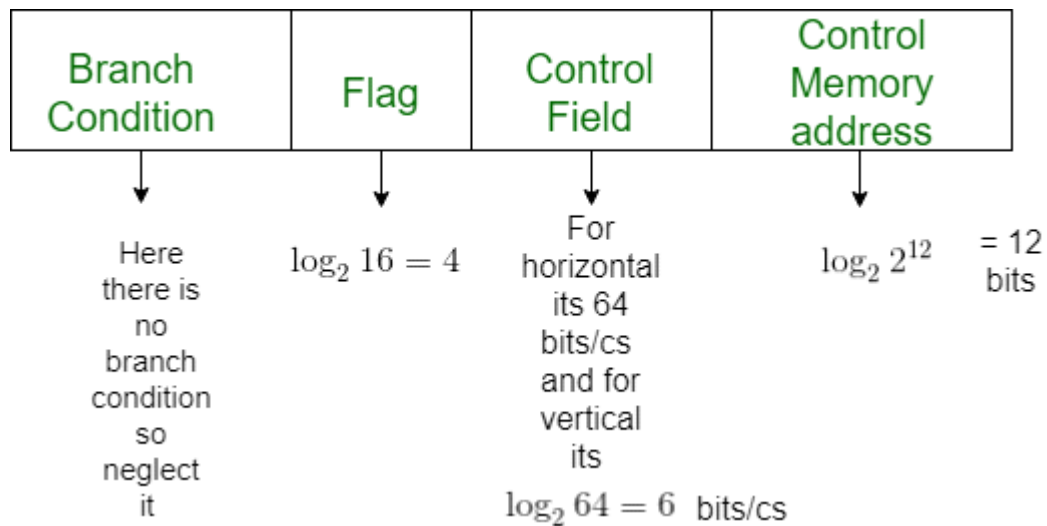 Branch
Condition
Flag
Control
Field
Control
Memory
address
Here
there is
no
branch
condition
so
neglect
it
log₂ 16 = 4
For
horizontal
its 64
bits/cs
and for
vertical
its
log₂ 64 = 6 bits/cs
log₂ 2¹²
= 12
bits